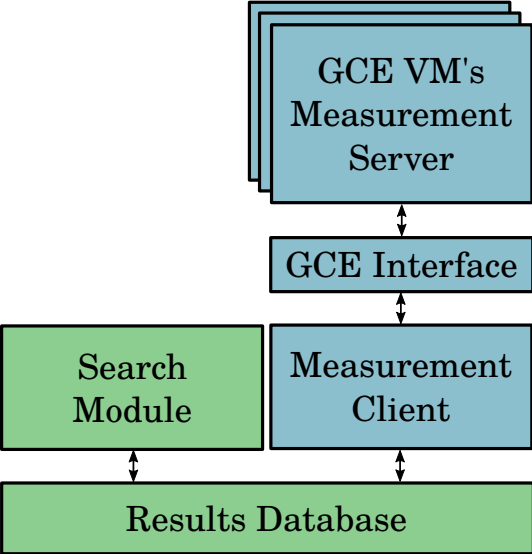 GCE VM's
Measurement
Server
GCE Interface
Search
Module
Measurement
Client
Results Database